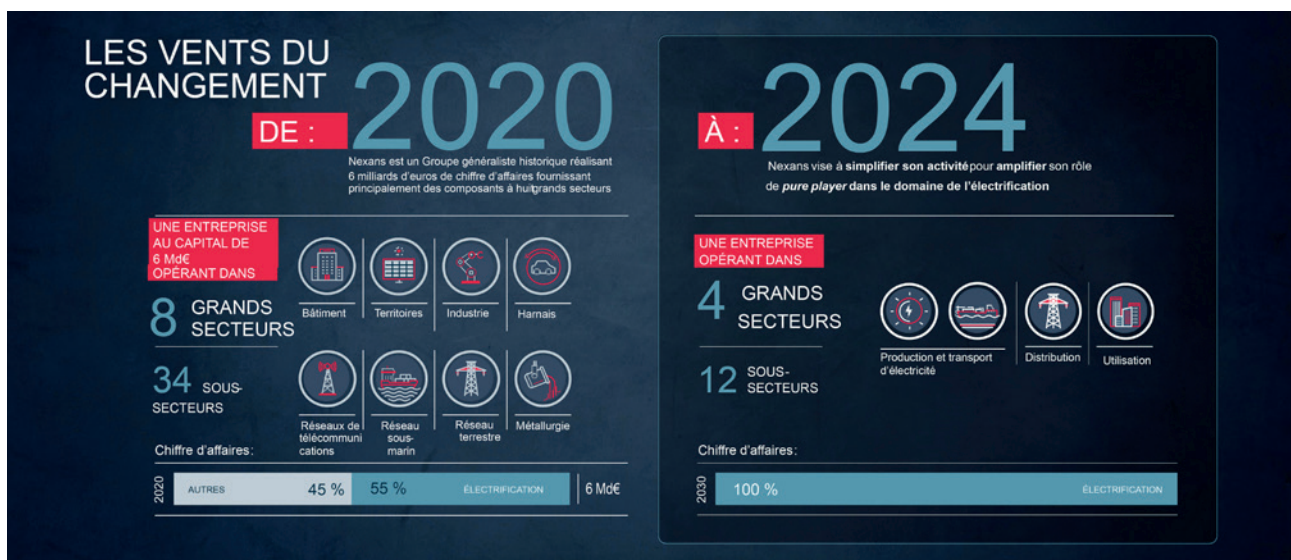 LES VENTS DU
CHANGEMENT
DE :
2020
Nexans est un Groupe généraliste historique réalisant
6 milliards d'euros de chiffre d'affaires fournissant
principalement des composants à huitgrands secteurs
UNE ENTREPRISE
AU CAPITAL DE
6 Md€
OPÉRANT DANS
8 GRANDS
SECTEURS
34 SOUS-
SECTEURS
Bâtiment
Territoires
Industrie
Harnais
Réseaux de
télécommuni
cations
Réseau
sous-
marin
Réseau
terrestre
Métallurgie
Chiffre d'affaires:
2020
AUTRES 45 % 55 % ÉLECTRIFICATION 6 Md€
À :
2024
Nexans vise à simplifier son activité pour amplifier son rôle
de pure player dans le domaine de l'électrification
UNE ENTREPRISE
OPÉRANT DANS
4 GRANDS
SECTEURS
12 SOUS-
SECTEURS
Production et transport
d'électricité
Distribution
Utilisation
Chiffre d'affaires:
2030
100 % ÉLECTRIFICATION